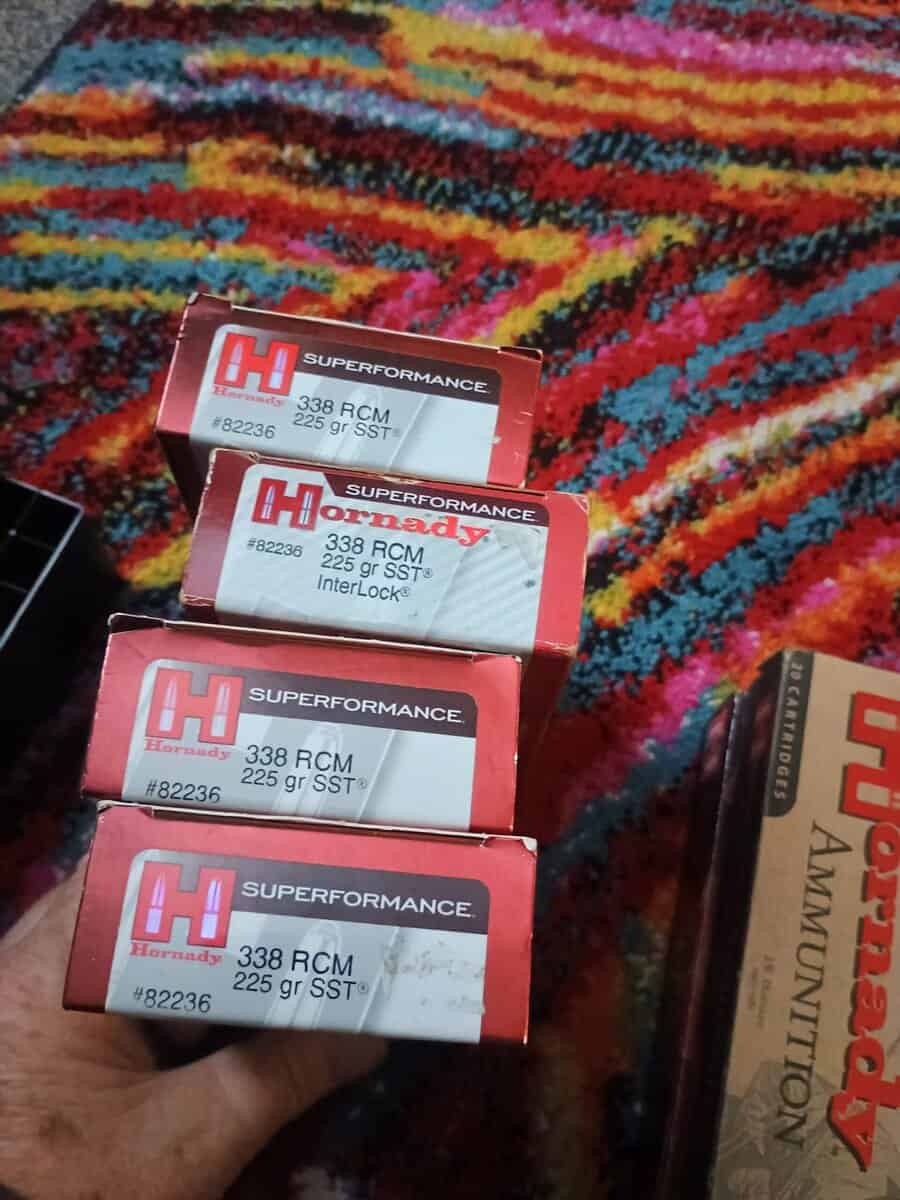 SUPERFORMANCE
Hornady
338 RCM
225 gr SST®
#82236
SUPERFORMANCE
Hornady
#82236
338 RCM
225 gr SST®
InterLock®
SUPERFORMANCE
Hornady
338 RCM
225 gr SST®
#82236
SUPERFORMANCE
Hornady
338 RCM
225 gr SST®
#82236
20 CARTRIDGES
Hornady
AMMUNITION